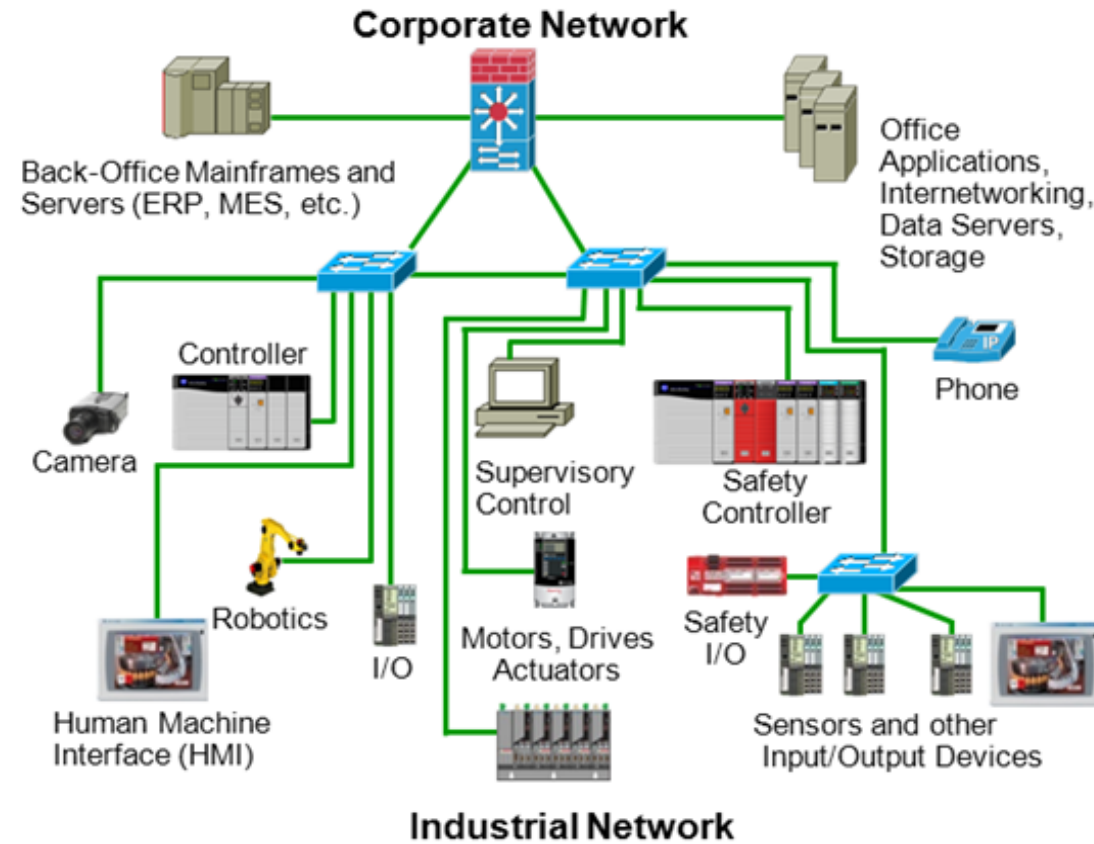 Corporate Network
Back-Office Mainframes and
Servers (ERP, MES, etc.)
Office
Applications,
Internetworking,
Data Servers,
Storage
Controller
IP
Phone
Camera
Supervisory
Control
Safety
Controller
Robotics
I/O
Motors, Drives
Actuators
Safety
I/O
Human Machine
Interface (HMI)
Sensors and other
Input/Output Devices
Industrial Network